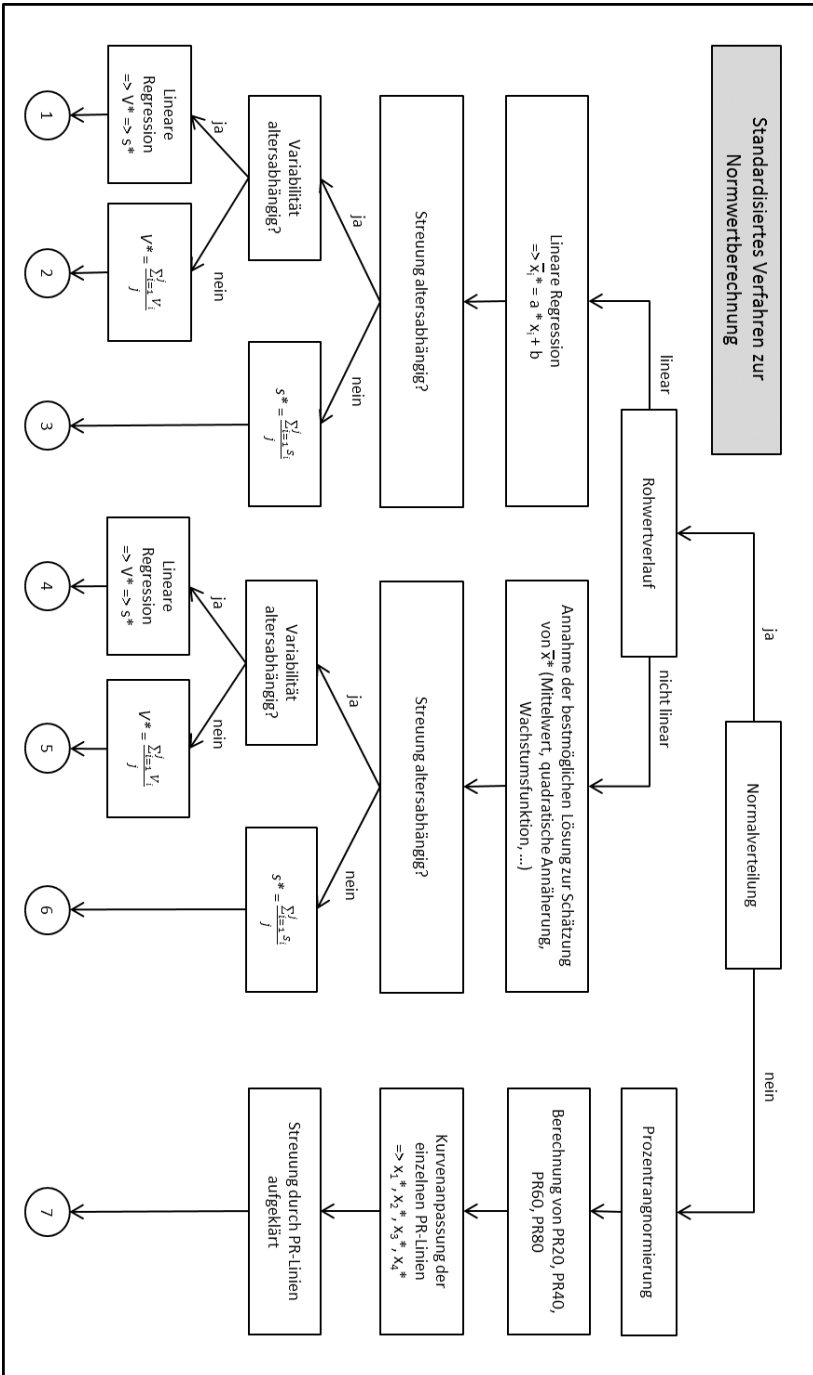 Standardisiertes Verfahren zur
Normwertberechnung
Normalverteilung
ja
nein
Rohwertverlauf
Prozentrangnormierung
linear
nicht linear
Lineare Regression
=> x̄ᵢ* = a * xᵢ + b
Annahme der bestmöglichen Lösung zur Schätzung
von x̄* (Mittelwert, quadratische Annäherung,
Wachstumsfunktion, ...)
Berechnung von PR20, PR40,
PR60, PR80
Streuung altersabhängig?
Streuung altersabhängig?
Kurvenanpassung der
einzelnen PR-Linien
=> x₁*, x₂*, x₃*, x₄*
ja
nein
ja
nein
Variabilität
altersabhängig?
s* = ∑ʲᵢ₌₁ sᵢ / j
Variabilität
altersabhängig?
s* = ∑ʲᵢ₌₁ sᵢ / j
Streuung durch PR-Linien
aufgeklärt
ja
nein
ja
nein
Lineare
Regression
=> V* => s*
V* = ∑ʲᵢ₌₁ Vᵢ / j
Lineare
Regression
=> V* => s*
V* = ∑ʲᵢ₌₁ Vᵢ / j
1
2
3
4
5
6
7